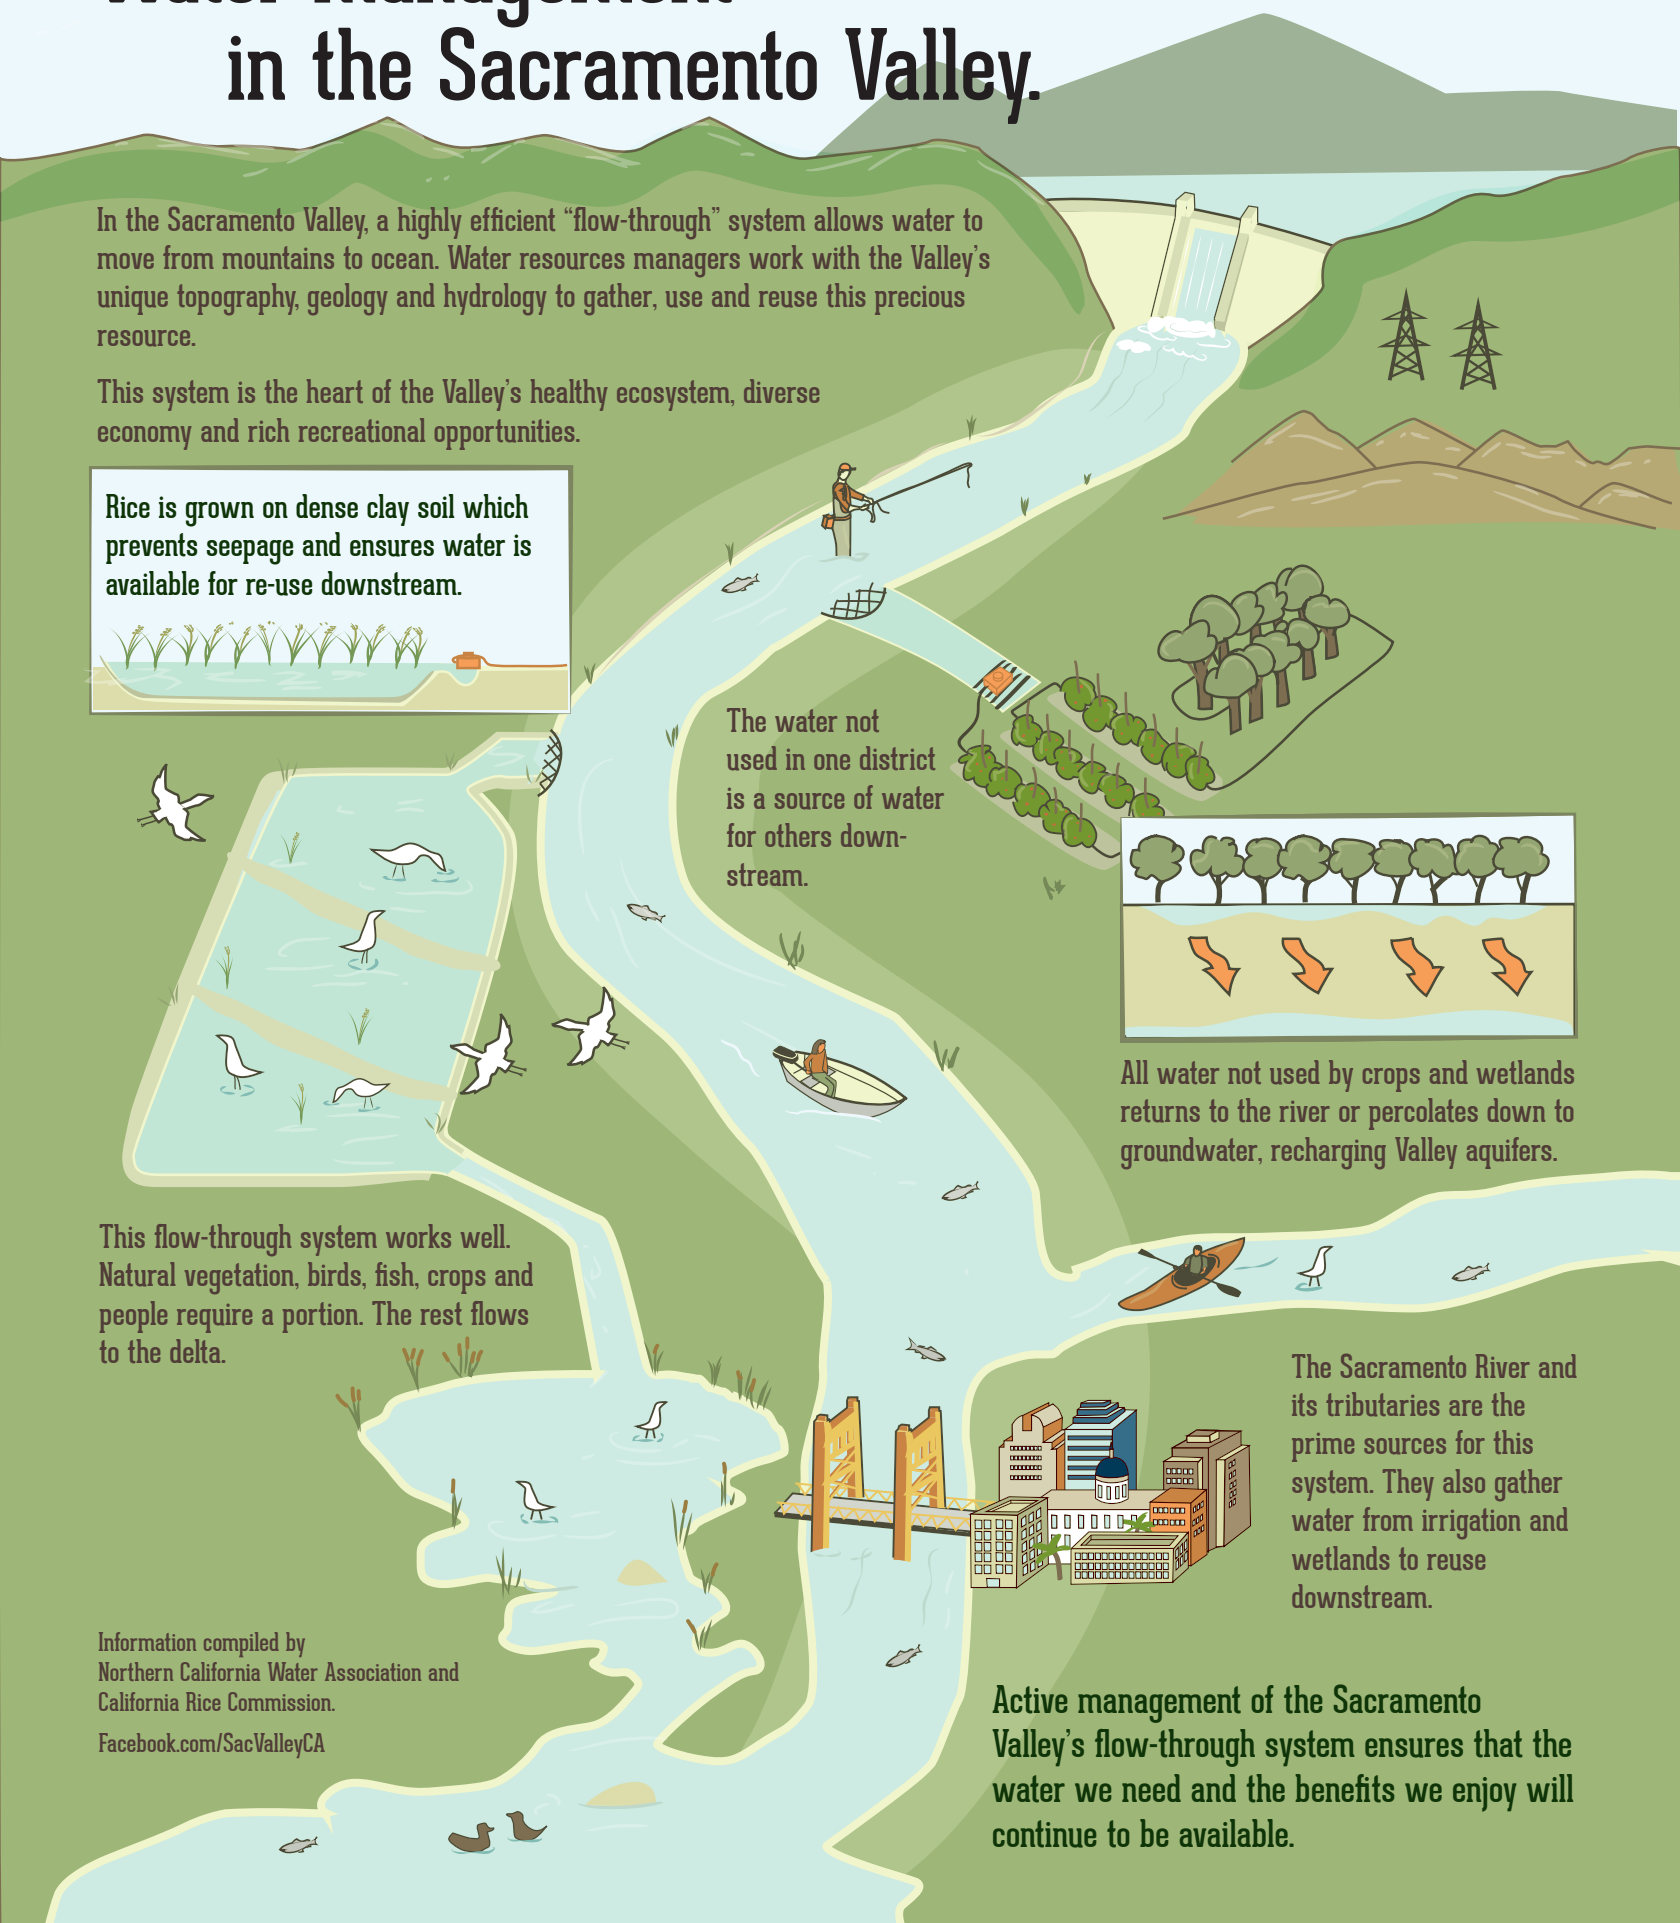 Water Management
in the Sacramento Valley.
In the Sacramento Valley, a highly efficient “flow-through” system allows water to
move from mountains to ocean. Water resources managers work with the Valley’s
unique topography, geology and hydrology to gather, use and reuse this precious
resource.
This system is the heart of the Valley’s healthy ecosystem, diverse
economy and rich recreational opportunities.
Rice is grown on dense clay soil which
prevents seepage and ensures water is
available for re-use downstream.
The water not
used in one district
is a source of water
for others down-
stream.
All water not used by crops and wetlands
returns to the river or percolates down to
groundwater, recharging Valley aquifers.
This flow-through system works well.
Natural vegetation, birds, fish, crops and
people require a portion. The rest flows
to the delta.
The Sacramento River and
its tributaries are the
prime sources for this
system. They also gather
water from irrigation and
wetlands to reuse
downstream.
Information compiled by
Northern California Water Association and
California Rice Commission.
Facebook.com/SacValleyCA
Active management of the Sacramento
Valley’s flow-through system ensures that the
water we need and the benefits we enjoy will
continue to be available.